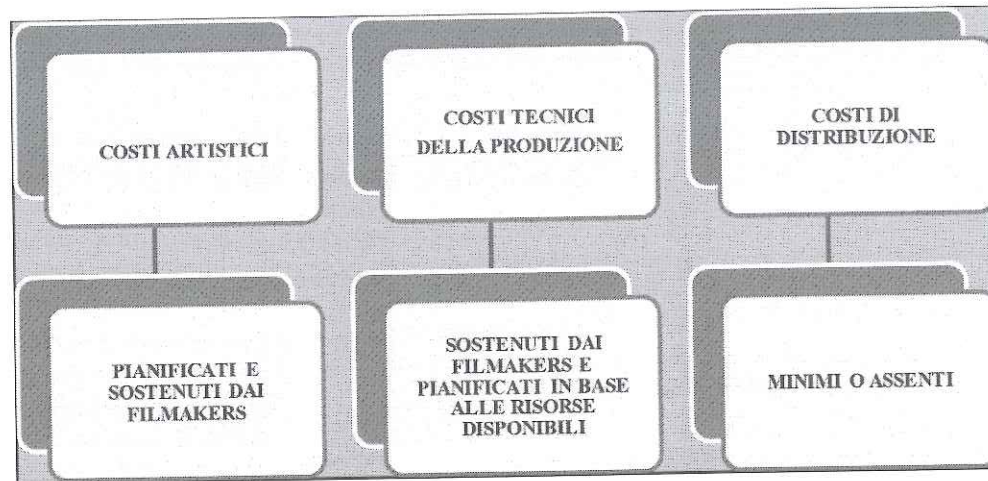 COSTI ARTISTICI
COSTI TECNICI
DELLA PRODUZIONE
COSTI DI
DISTRIBUZIONE
PIANIFICATI E
SOSTENUTI DAI
FILMAKERS
SOSTENUTI DAI
FILMAKERS E
PIANIFICATI IN BASE
ALLE RISORSE
DISPONIBILI
MINIMI O ASSENTI